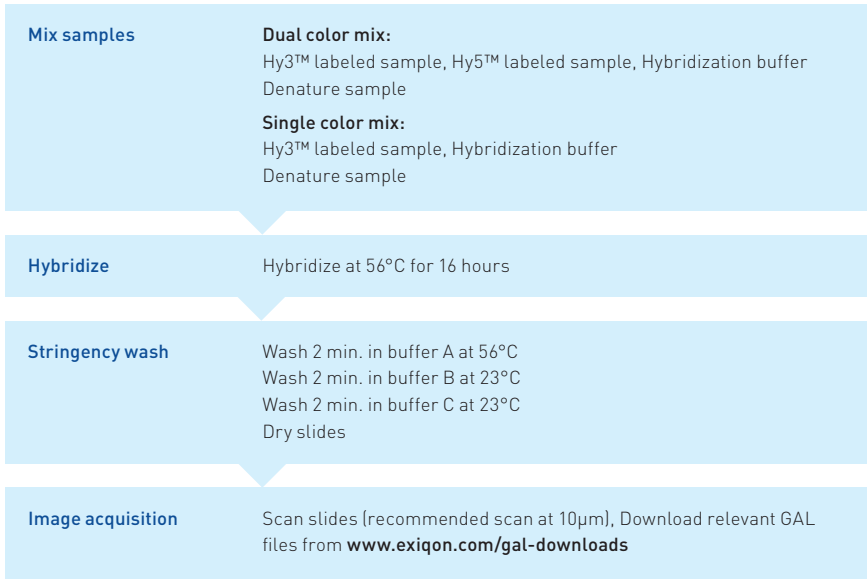 Mix samples
Dual color mix:
Hy3™ labeled sample, Hy5™ labeled sample, Hybridization buffer
Denature sample
Single color mix:
Hy3™ labeled sample, Hybridization buffer
Denature sample
Hybridize
Hybridize at 56°C for 16 hours
Stringency wash
Wash 2 min. in buffer A at 56°C
Wash 2 min. in buffer B at 23°C
Wash 2 min. in buffer C at 23°C
Dry slides
Image acquisition
Scan slides (recommended scan at 10µm), Download relevant GAL
files from www.exiqon.com/gal-downloads